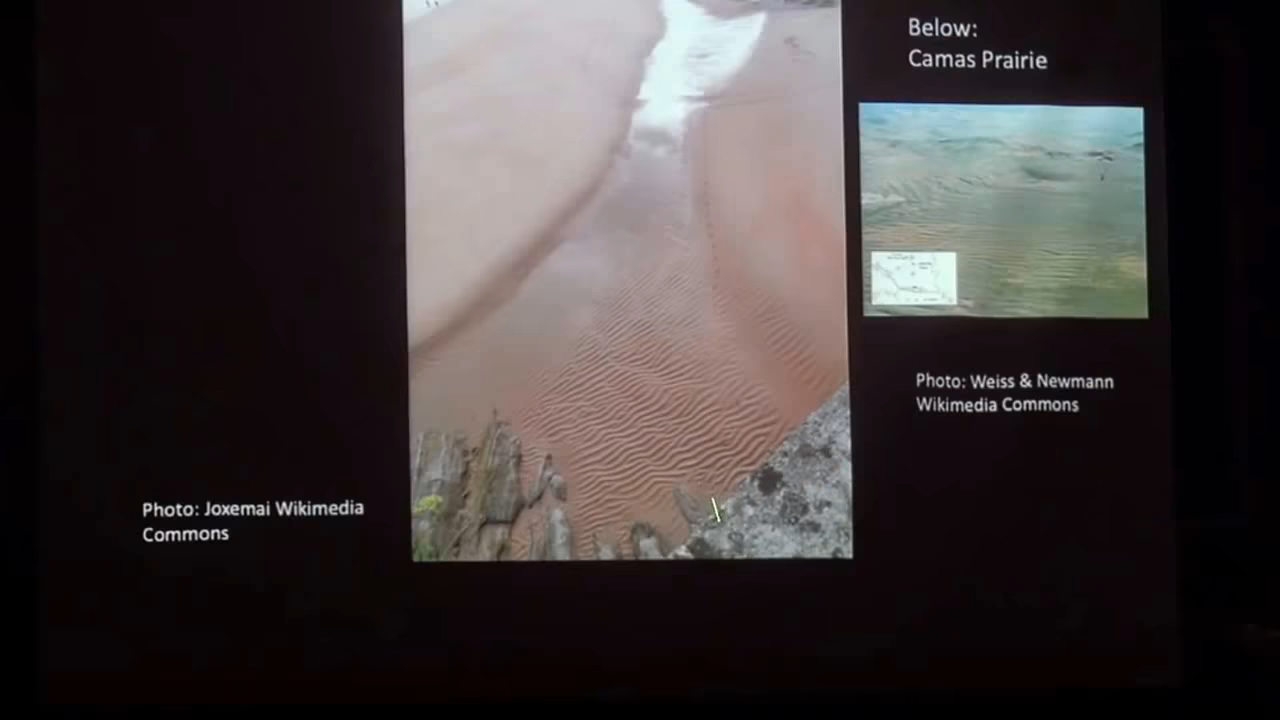 Below:
Camas Prairie
Photo: Weiss & Newmann
Wikimedia Commons
Photo: Joxemai Wikimedia
Commons